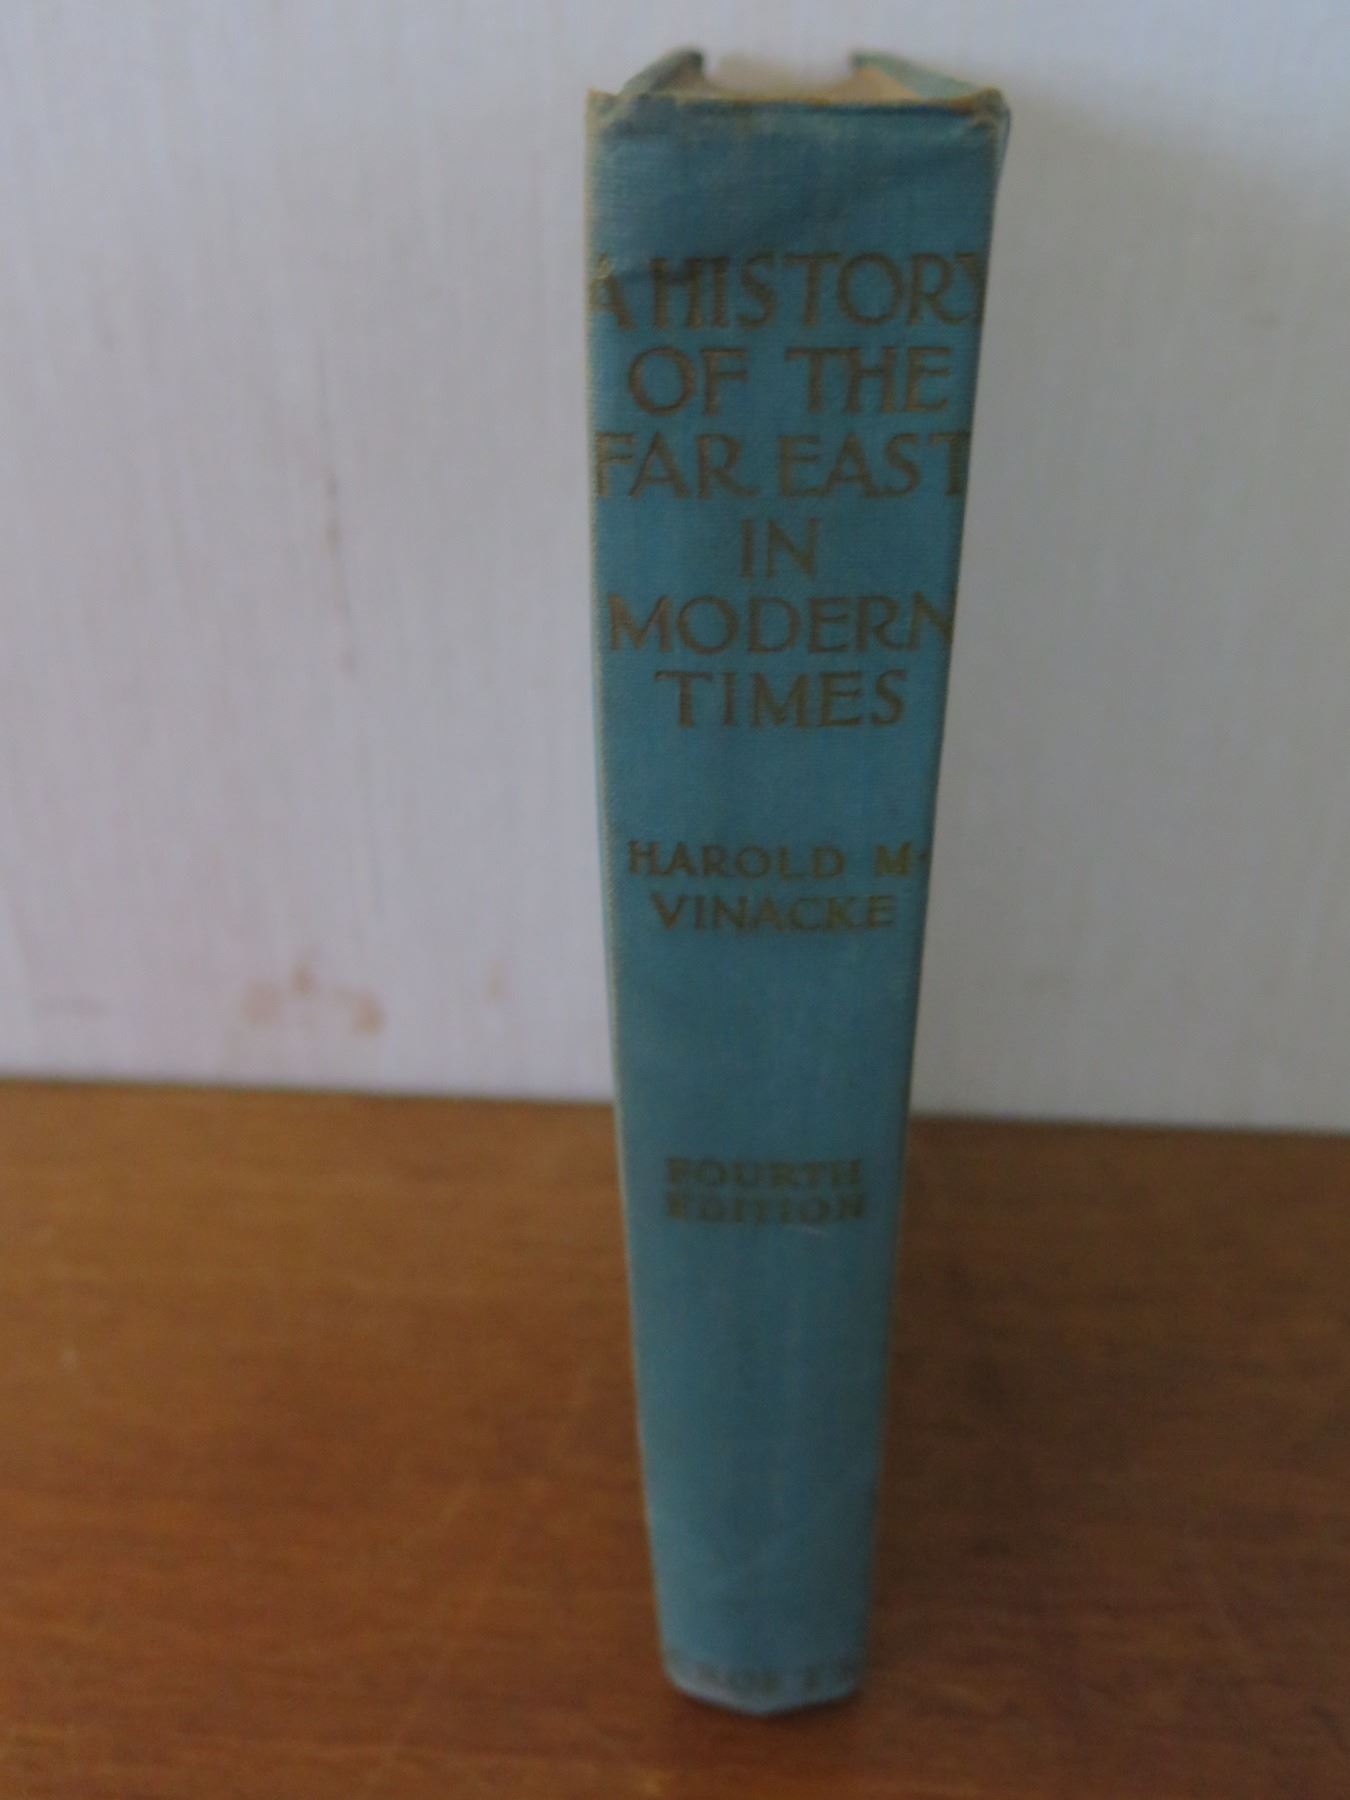 A HISTORY
OF THE
FAR EAST
IN
MODERN
TIMES
HAROLD M.
VINACKE
FOURTH
EDITION